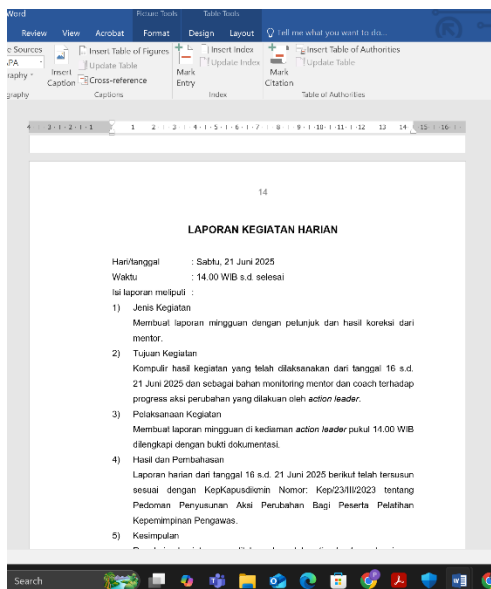 Word Picture Tools Table Tools
Review View Acrobat Format Design Layout Tell me what you want to do...
Sources Insert Table of Figures Insert Index Insert Table of Authorities
Update Table Update Index Update Table
Insert Caption Cross-reference Mark Entry Mark Citation
Captions Index Table of Authorities
14
LAPORAN KEGIATAN HARIAN
Hari/tanggal : Sabtu, 21 Juni 2025
Waktu : 14.00 WIB s.d. selesai
Isi laporan meliputi :
1) Jenis Kegiatan
Membuat laporan mingguan dengan petunjuk dan hasil koreksi dari
mentor.
2) Tujuan Kegiatan
Kompulir hasil kegiatan yang telah dilaksanakan dari tanggal 16 s.d.
21 Juni 2025 dan sebagai bahan monitoring mentor dan coach terhadap
progress aksi perubahan yang dilakuan oleh action leader.
3) Pelaksanaan Kegiatan
Membuat laporan mingguan di kediaman action leader pukul 14.00 WIB
dilengkapi dengan bukti dokumentasi.
4) Hasil dan Pembahasan
Laporan harian dari tanggal 16 s.d. 21 Juni 2025 berikut telah tersusun
sesuai dengan KepKapusdikmin Nomor: Kep/23/III/2023 tentang
Pedoman Penyusunan Aksi Perubahan Bagi Peserta Pelatihan
Kepemimpinan Pengawas.
5) Kesimpulan
Search